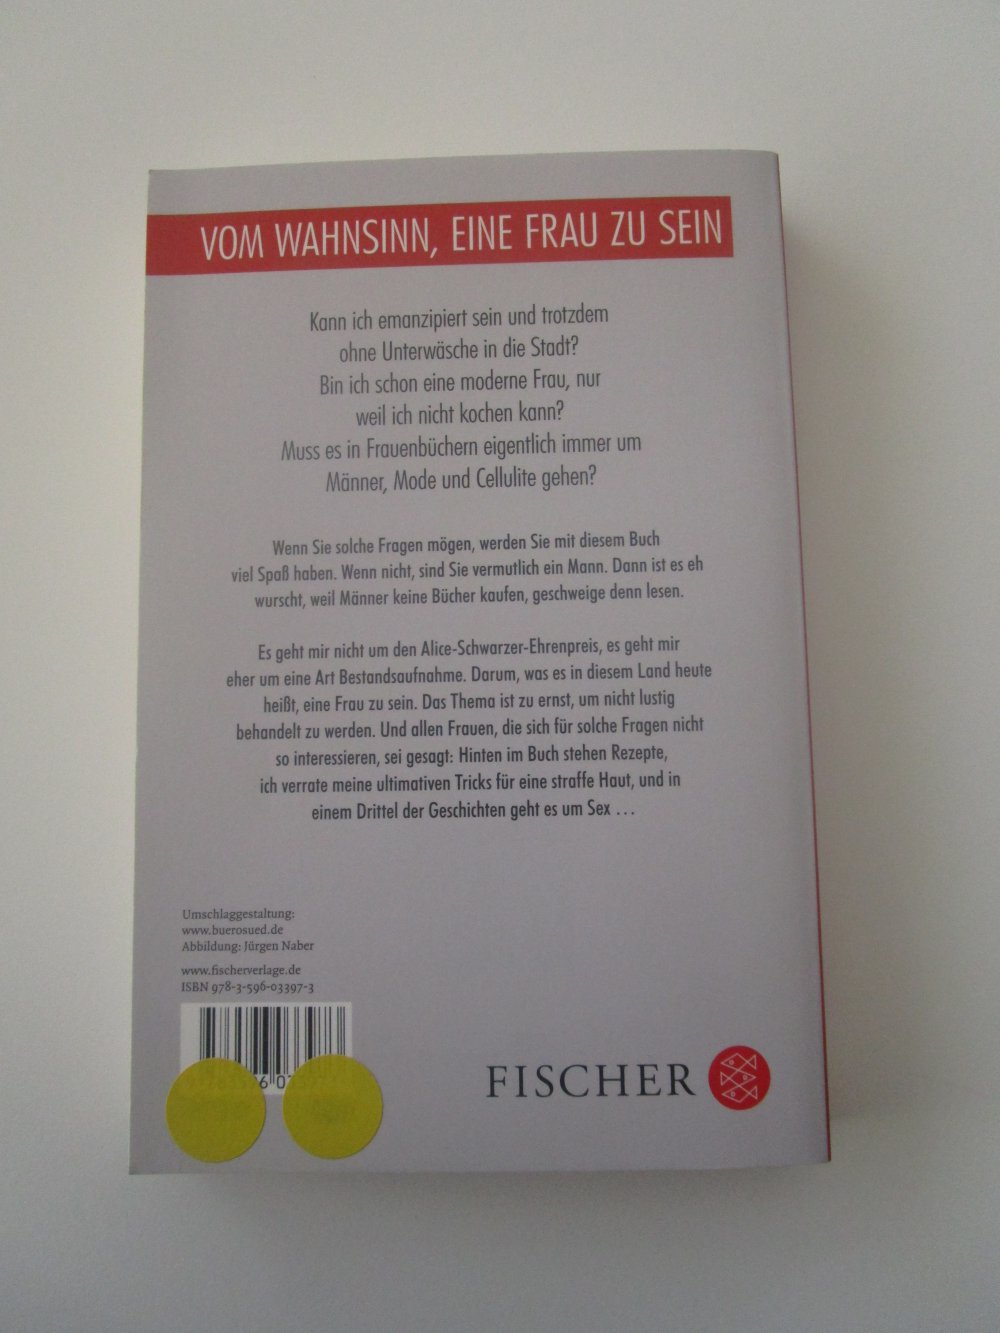 VOM WAHNSINN, EINE FRAU ZU SEIN
Kann ich emanzipiert sein und trotzdem
ohne Unterwäsche in die Stadt?
Bin ich schon eine moderne Frau, nur
weil ich nicht kochen kann?
Muss es in Frauenbüchern eigentlich immer um
Männer, Mode und Cellulite gehen?
Wenn Sie solche Fragen mögen, werden Sie mit diesem Buch
viel Spaß haben. Wenn nicht, sind Sie vermutlich ein Mann. Dann ist es eh
wurscht, weil Männer keine Bücher kaufen, geschweige denn lesen.
Es geht mir nicht um den Alice-Schwarzer-Ehrenpreis, es geht mir
eher um eine Art Bestandsaufnahme. Darum, was es in diesem Land heute
heißt, eine Frau zu sein. Das Thema ist zu ernst, um nicht lustig
behandelt zu werden. Und allen Frauen, die sich für solche Fragen nicht
so interessieren, sei gesagt: Hinten im Buch stehen Rezepte,
ich verrate meine ultimativen Tricks für eine straffe Haut, und in
einem Drittel der Geschichten geht es um Sex ...
Umschlaggestaltung:
www.buerosued.de
Abbildung: Jürgen Naber
www.fischerverlage.de
ISBN 978-3-596-03397-3
FISCHER